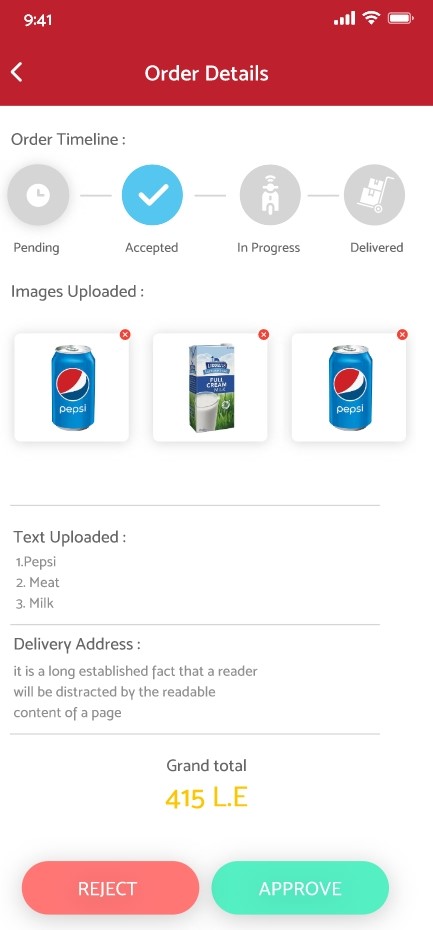 9:41
Order Details
Order Timeline :
Pending Accepted In Progress Delivered
Images Uploaded :
pepsi
FULL
CREAM
MILK
pepsi
Text Uploaded :
1.Pepsi
2. Meat
3. Milk
Delivery Address :
it is a long established fact that a reader
will be distracted by the readable
content of a page
Grand total
415 L.E
REJECT APPROVE